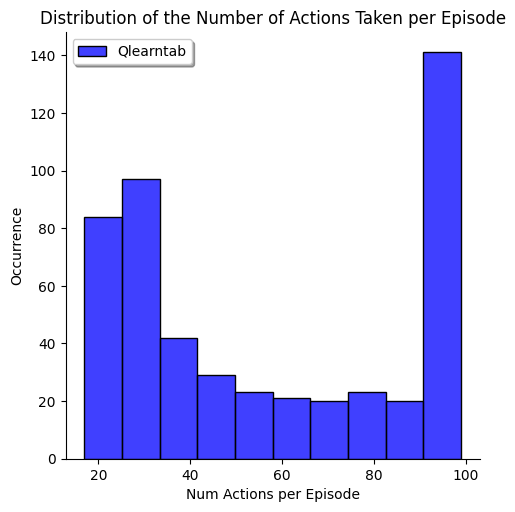 Distribution of the Number of Actions Taken per Episode
Qlearntab
140
120
100
80
60
40
20
0
Occurrence
20 40 60 80 100
Num Actions per Episode